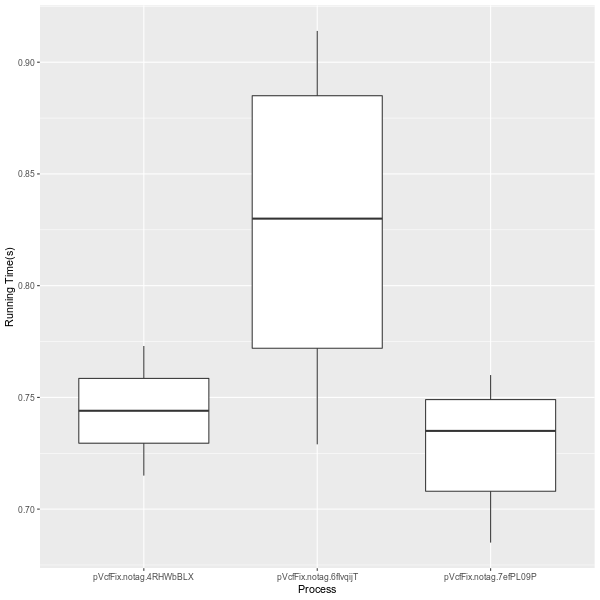 Running Time(s)
0.90
0.85
0.80
0.75
0.70
pVcfFix.notag.4RHWbBLX
pVcfFix.notag.6flvqijT
pVcfFix.notag.7efPL09P
Process